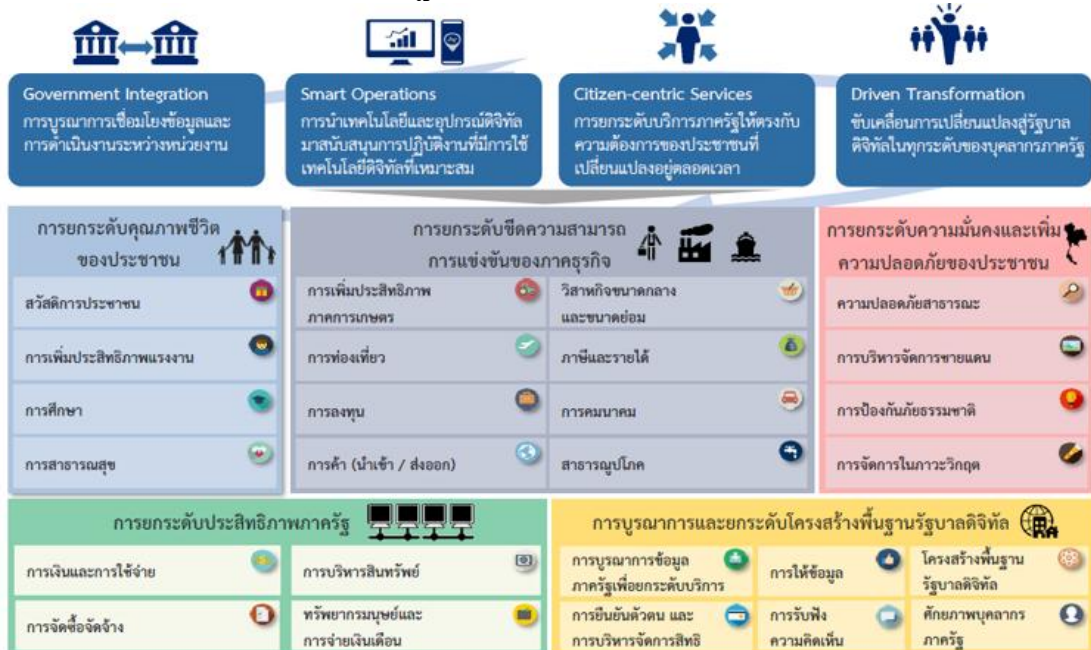 Government Integration
การบูรณาการเชื่อมโยงข้อมูลและ
การดำเนินงานระหว่างหน่วยงาน
Smart Operations
การนำเทคโนโลยีและอุปกรณ์ดิจิทัล
มาสนับสนุนการปฏิบัติงานที่มีการใช้
เทคโนโลยีดิจิทัลที่เหมาะสม
Citizen-centric Services
การยกระดับบริการภาครัฐให้ตรงกับ
ความต้องการของประชาชนที่
เปลี่ยนแปลงอยู่ตลอดเวลา
Driven Transformation
ขับเคลื่อนการเปลี่ยนแปลงสู่รัฐบาล
ดิจิทัลในทุกระดับของบุคลากรภาครัฐ
การยกระดับคุณภาพชีวิต
ของประชาชน
สวัสดิการประชาชน
การเพิ่มประสิทธิภาพแรงงาน
การศึกษา
การสาธารณสุข
การยกระดับขีดความสามารถ
การแข่งขันของภาคธุรกิจ
การเพิ่มประสิทธิภาพ
ภาคการเกษตร
วิสาหกิจขนาดกลาง
และขนาดย่อม
การท่องเที่ยว
ภาษีและรายได้
การลงทุน
การคมนาคม
การค้า (นำเข้า / ส่งออก)
สาธารณูปโภค
การยกระดับความมั่นคงและเพิ่ม
ความปลอดภัยของประชาชน
ความปลอดภัยสาธารณะ
การบริหารจัดการชายแดน
การป้องกันภัยธรรมชาติ
การจัดการในภาวะวิกฤต
การยกระดับประสิทธิภาพภาครัฐ
การเงินและการใช้จ่าย
การบริหารสินทรัพย์
การจัดซื้อจัดจ้าง
ทรัพยากรมนุษย์และ
การจ่ายเงินเดือน
การบูรณาการและยกระดับโครงสร้างพื้นฐานรัฐบาลดิจิทัล
การบูรณาการข้อมูล
ภาครัฐเพื่อยกระดับบริการ
การให้ข้อมูล
โครงสร้างพื้นฐาน
รัฐบาลดิจิทัล
การยืนยันตัวตน และ
การบริหารจัดการสิทธิ
การรับฟัง
ความคิดเห็น
ศักยภาพบุคลากร
ภาครัฐ